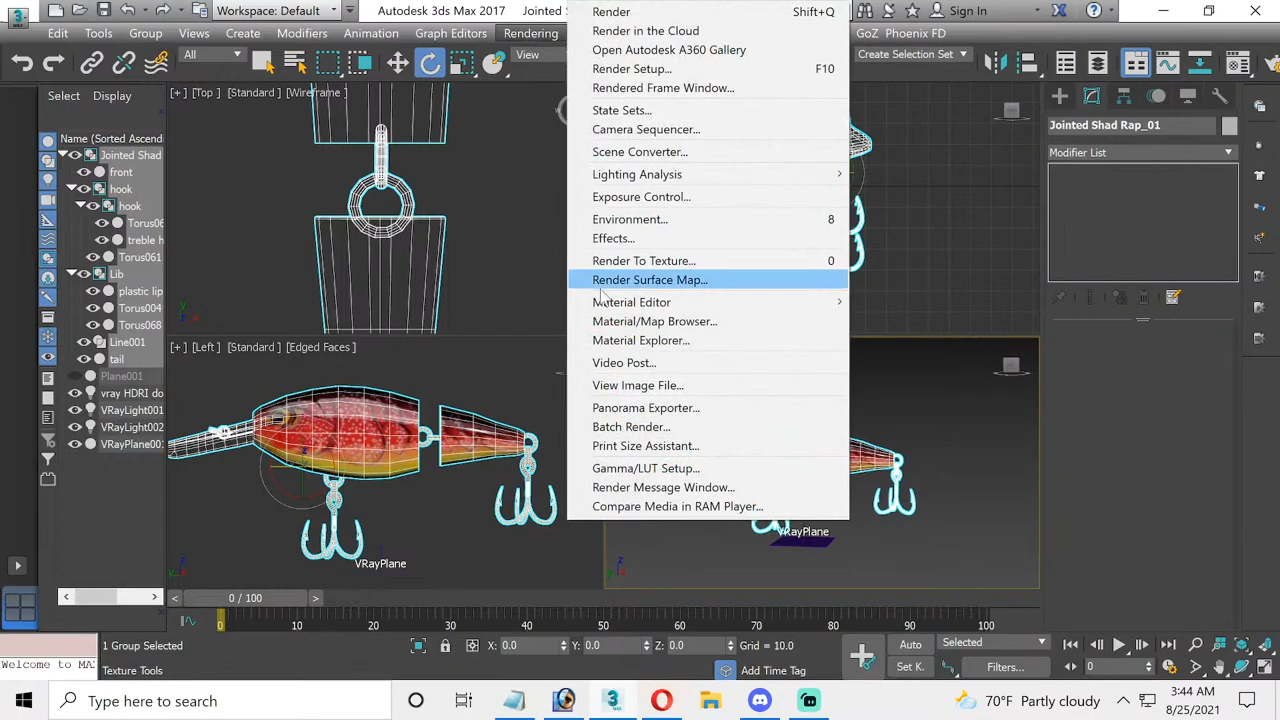 Workspace: Default
Autodesk 3ds Max 2017
Jointed S
Sign In
Edit Tools Group Views Create Modifiers Animation Graph Editors Rendering
GoZ Phoenix FD
All
View
Create Selection Set
Render Shift+Q
Render in the Cloud
Open Autodesk A360 Gallery
Render Setup... F10
Rendered Frame Window...
State Sets...
Camera Sequencer...
Scene Converter...
Lighting Analysis
Exposure Control...
Environment... 8
Effects...
Render To Texture... 0
Render Surface Map...
Material Editor
Material/Map Browser...
Material Explorer...
Video Post...
View Image File...
Panorama Exporter...
Batch Render...
Print Size Assistant...
Gamma/LUT Setup...
Render Message Window...
Compare Media in RAM Player...
Select Display
Name (Sorted Ascend
Jointed Shad
front
hook
hook
Torus06
treble h
Torus06
Lib
plastic lip
Torus06
Torus068
Line001
tail
Plane001
vray HDRI do
VRayLight001
VRayLight002
VRayPlane00
[+] [Top] [Standard] [Wireframe]
[+] [Left] [Standard] [Edged Faces]
VRayPlane
VRayPlane
Jointed Shad Rap_01
Modifier List
0 / 100
0 10 20 30 40 50 60 70 80 90 100
1 Group Selected
X: 0.0 Y: 0.0 Z: 0.0 Grid = 10.0
Auto Selected
Welcome to MA
Texture Tools
Add Time Tag
Set K. Filters...
0
Type here to search
70°F Partly cloudy
3:44 AM
8/25/2021